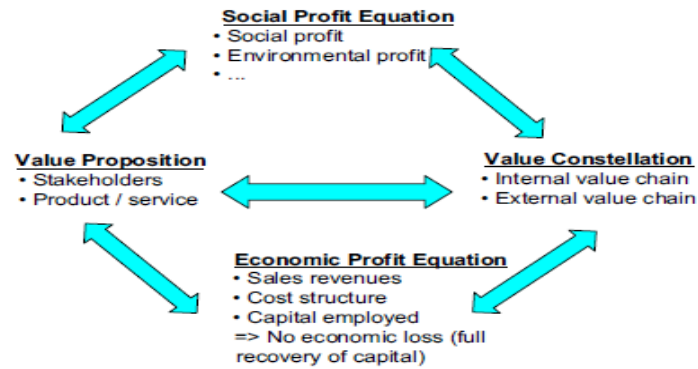 Social Profit Equation
• Social profit
• Environmental profit
• ...
Value Proposition
• Stakeholders
• Product / service
Value Constellation
• Internal value chain
• External value chain
Economic Profit Equation
• Sales revenues
• Cost structure
• Capital employed
=> No economic loss (full
recovery of capital)